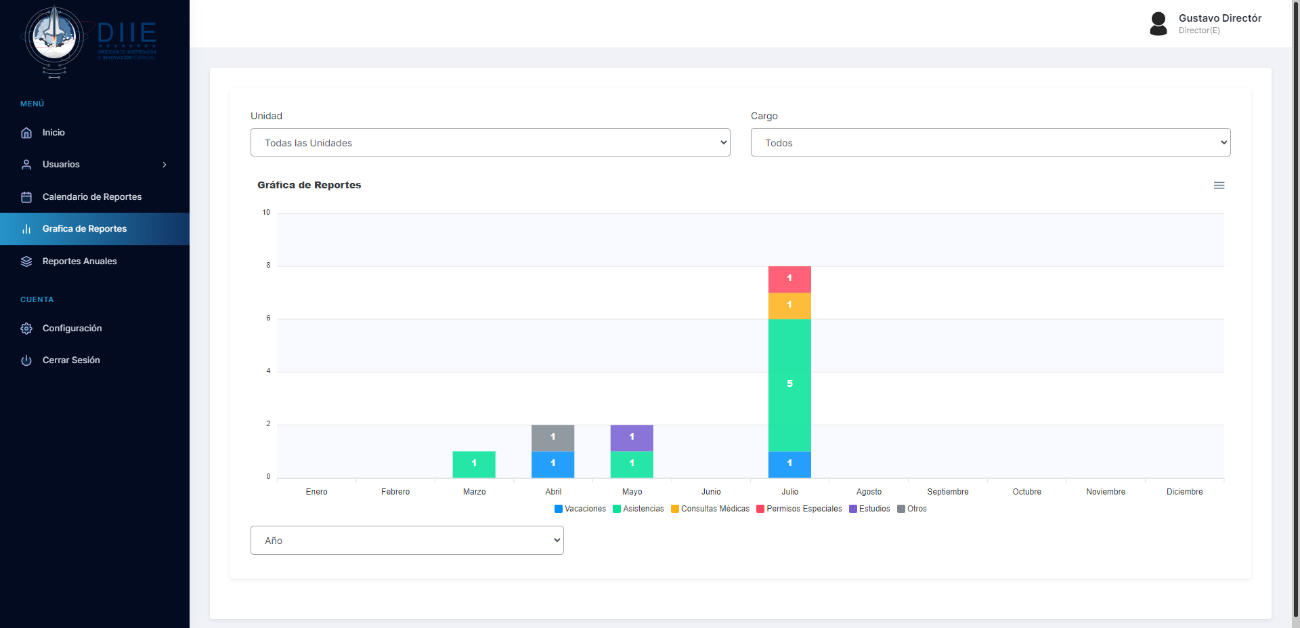 DIIE
Gustavo Directór
Director(E)
MENÚ
Inicio
Usuarios
Calendario de Reportes
Grafica de Reportes
Reportes Anuales
CUENTA
Configuración
Cerrar Sesión
Unidad
Cargo
Todas las Unidades
Todos
Gráfica de Reportes
10
8
6
4
2
0
1
1
1
1
1
1
1
5
1
Enero
Febrero
Marzo
Abril
Mayo
Junio
Julio
Agosto
Septiembre
Octubre
Noviembre
Diciembre
Vacaciones
Asistencias
Consultas Médicas
Permisos Especiales
Estudios
Otros
Año